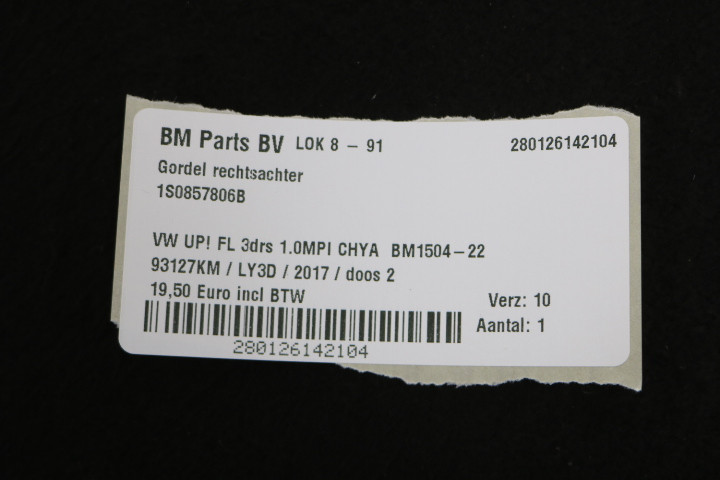 BM Parts BV LOK 8 - 91 280126142104
Gordel rechtsachter
1S0857806B
VW UP! FL 3drs 1.0MPI CHYA BM1504-22
93127KM / LY3D / 2017 / doos 2
19,50 Euro incl BTW Verz: 10
Aantal: 1
280126142104